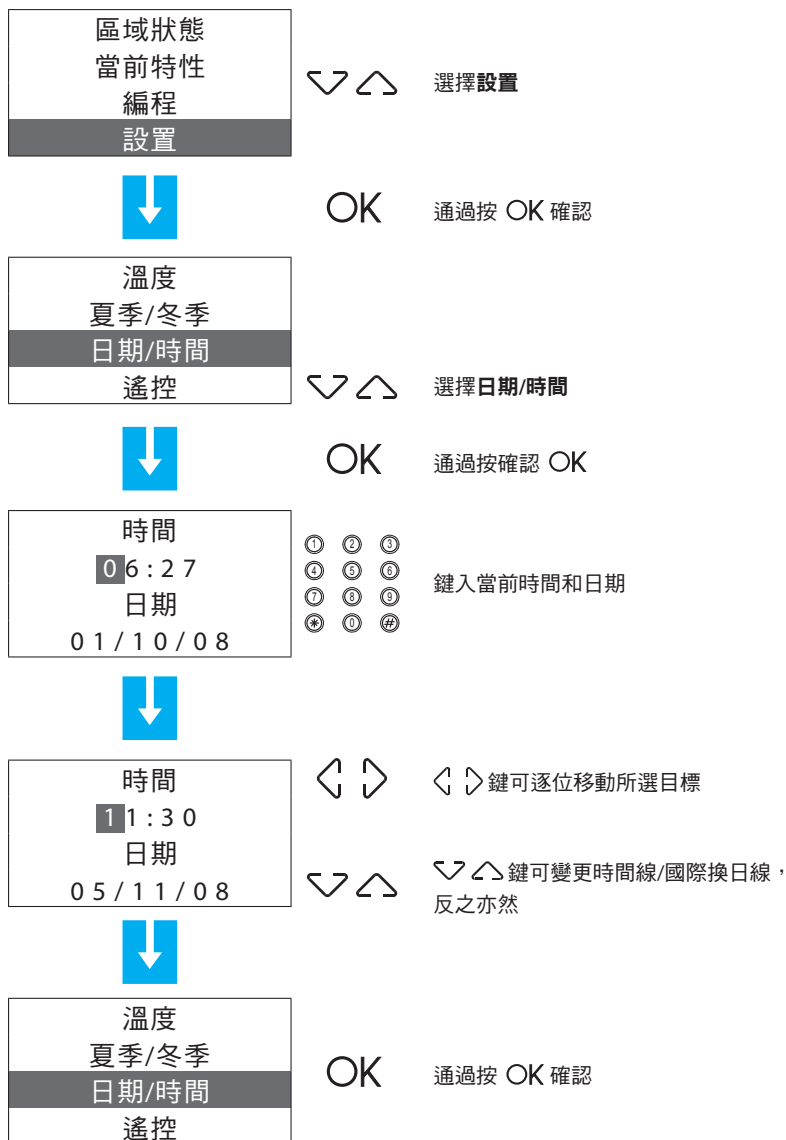 區域狀態
當前特性
編程
設置
選擇設置
OK
通過按 OK 確認
溫度
夏季/冬季
日期/時間
遙控
選擇日期/時間
OK
通過按確認 OK
時間
06:27
日期
01/10/08
1 2 3
4 5 6
7 8 9
* 0 #
鍵入當前時間和日期
時間
11:30
日期
05/11/08
鍵可逐位移動所選目標
鍵可變更時間線/國際換日線，
反之亦然
溫度
夏季/冬季
日期/時間
遙控
OK
通過按 OK 確認